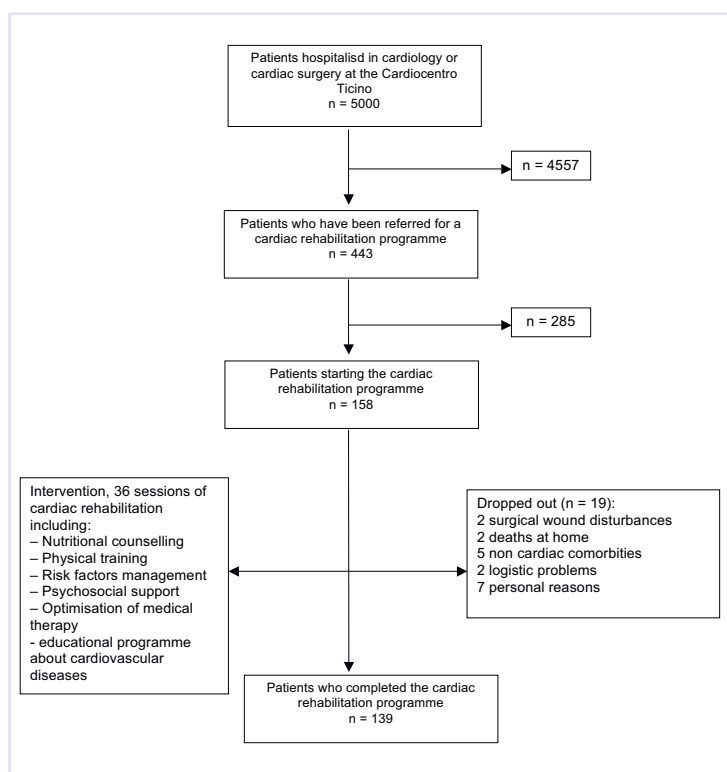 Patients hospitalisd in cardiology or
cardiac surgery at the Cardiocentro
Ticino
n = 5000
n = 4557
Patients who have been referred for a
cardiac rehabilitation programme
n = 443
n = 285
Patients starting the cardiac
rehabilitation programme
n = 158
Intervention, 36 sessions of
cardiac rehabilitation
including:
– Nutritional counselling
– Physical training
– Risk factors management
– Psychosocial support
– Optimisation of medical
therapy
- educational programme
about cardiovascular
diseases
Dropped out (n = 19):
2 surgical wound disturbances
2 deaths at home
5 non cardiac comorbities
2 logistic problems
7 personal reasons
Patients who completed the cardiac
rehabilitation programme
n = 139